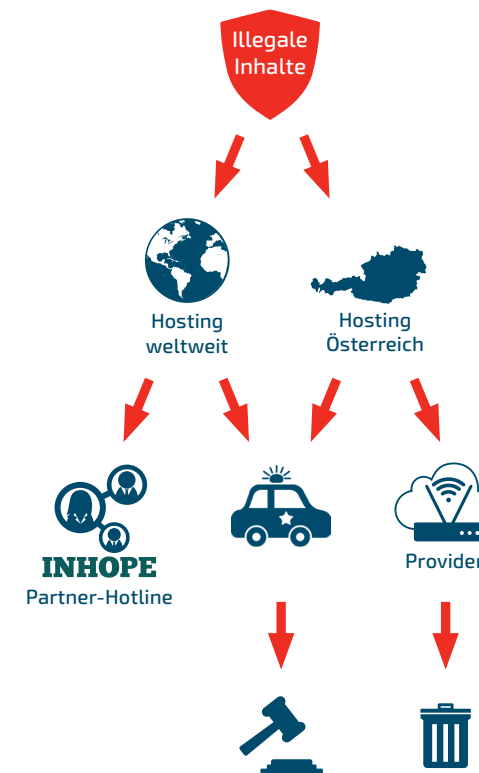 Illegale
Inhalte
Hosting
weltweit
Hosting
Österreich
INHOPE
Partner-Hotline
Provider